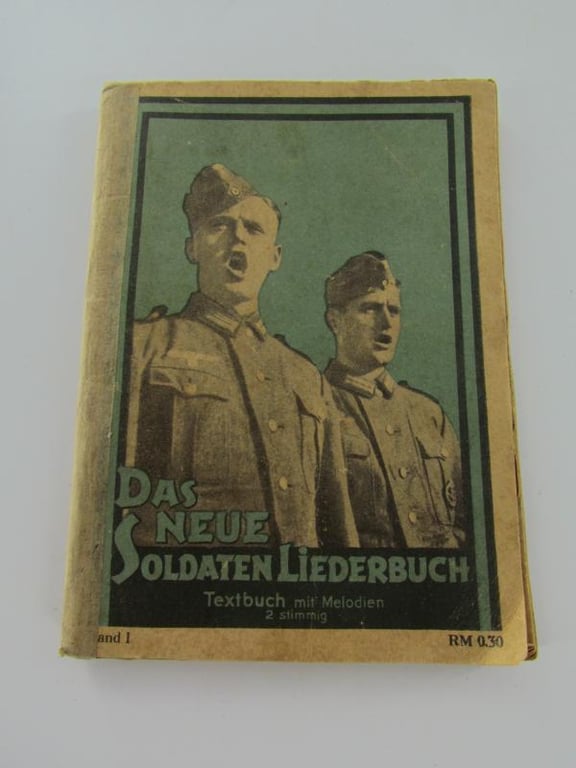 DAS
NEUE
SOLDATEN LIEDERBUCH
Textbuch mit Melodien
2 stimmig
and I
RM 0.30